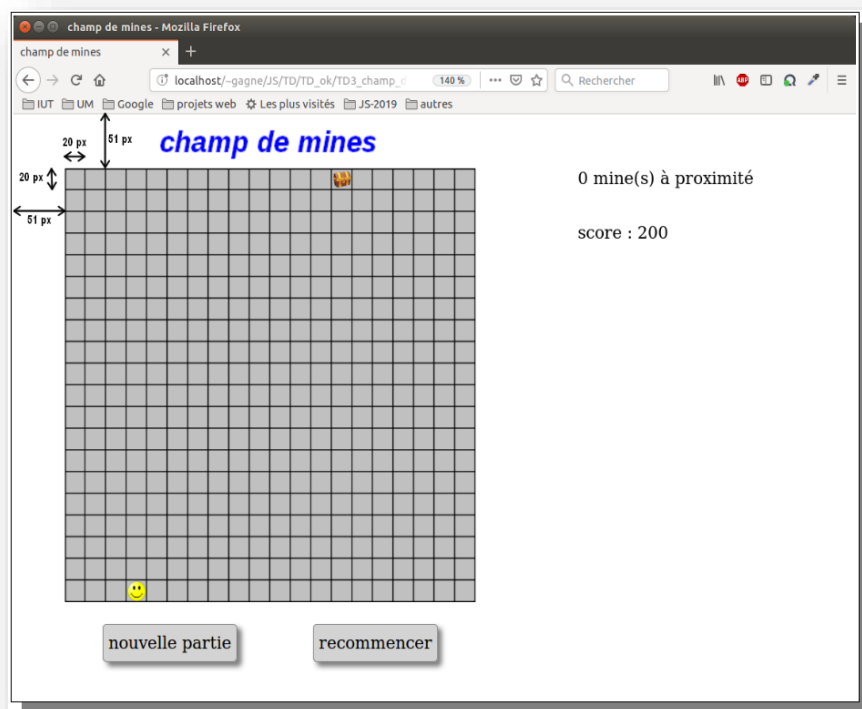 champ de mines - Mozilla Firefox
champ de mines
localhost/~gagne/JS/TD/TD_ok/TD3_champ_d
140 %
Rechercher
IUT UM Google projets web Les plus visités JS-2019 autres
20 px
51 px
champ de mines
20 px
51 px
0 mine(s) à proximité
score : 200
nouvelle partie
recommencer